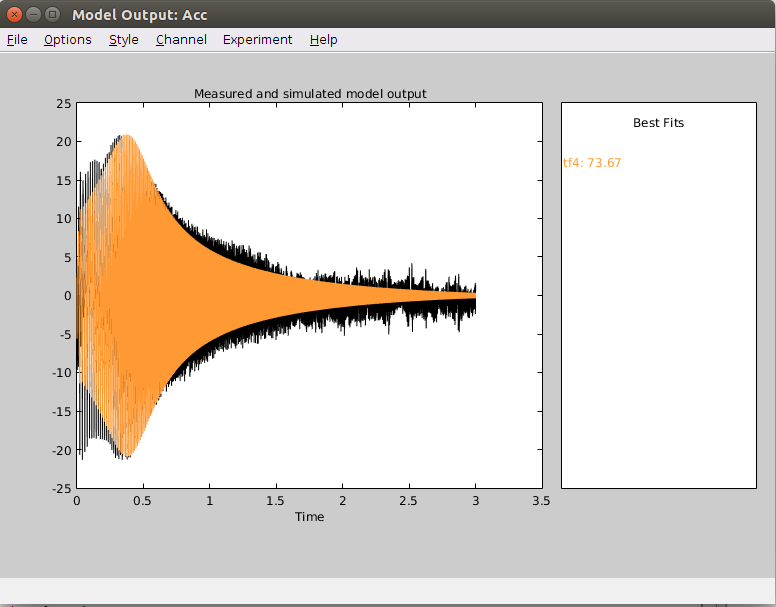 Model Output: Acc
File Options Style Channel Experiment Help
Measured and simulated model output
Best Fits
tf4: 73.67
25
20
15
10
5
0
-5
-10
-15
-20
-25
0 0.5 1 1.5 2 2.5 3 3.5
Time